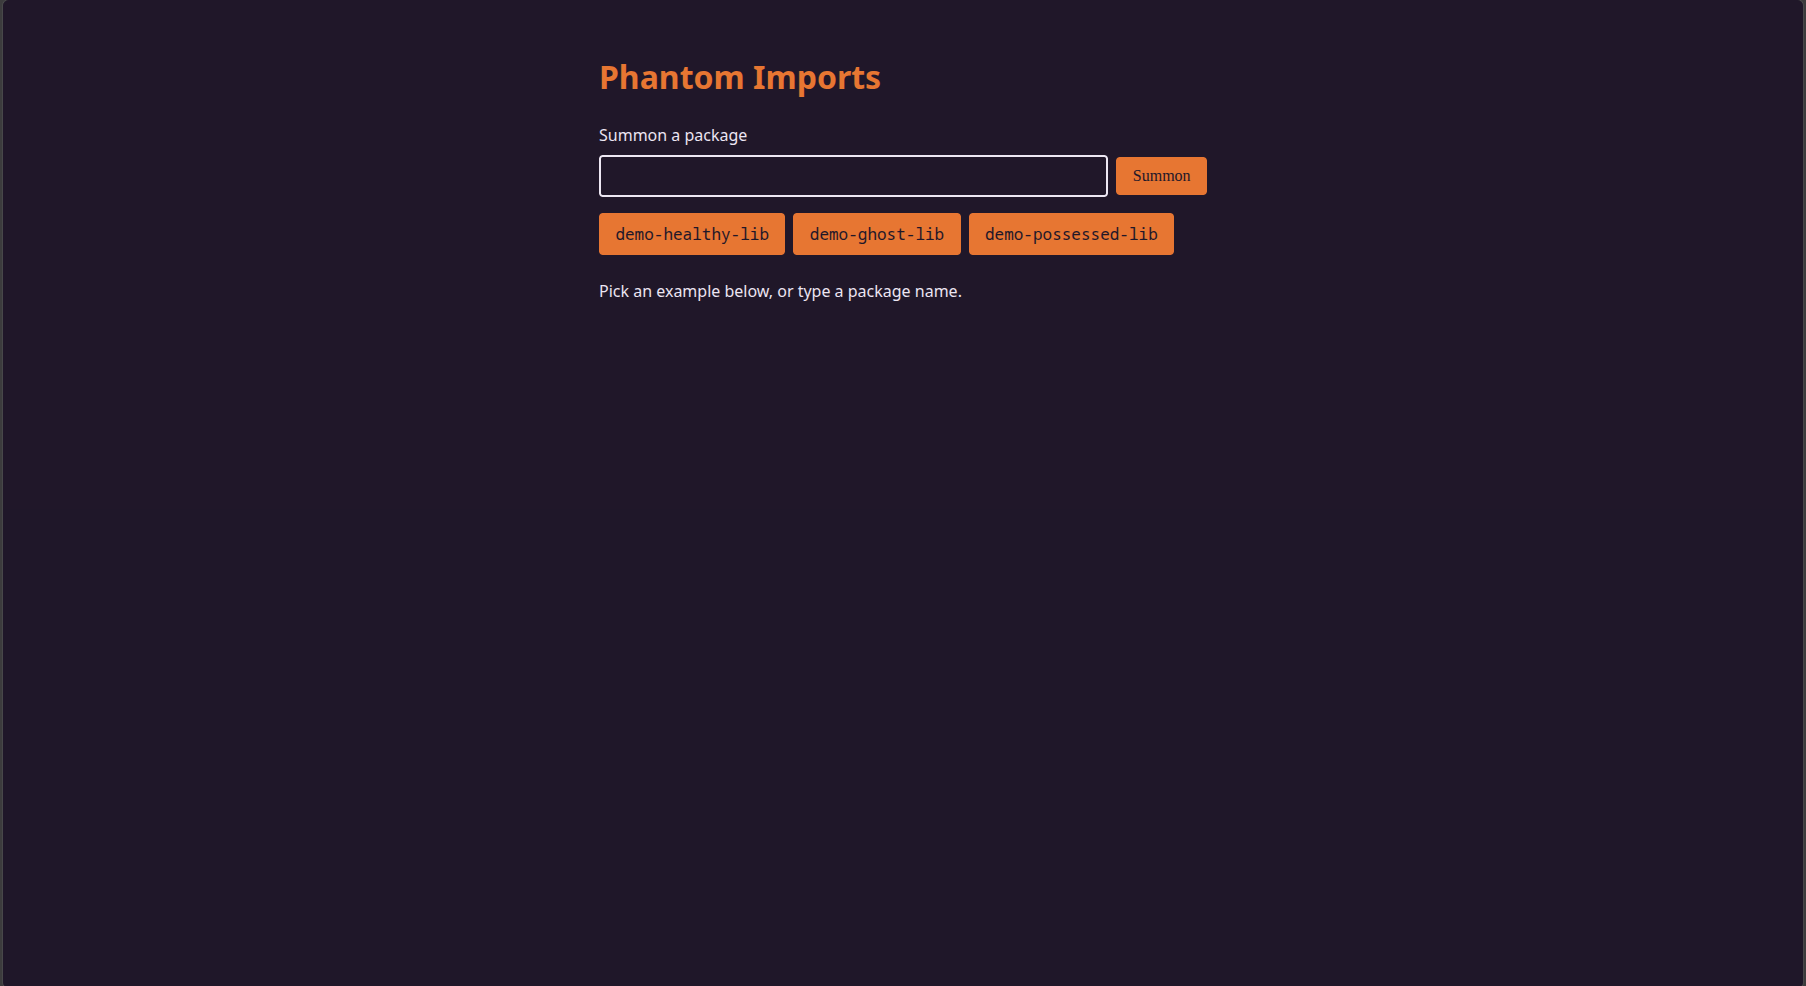 Phantom Imports
Summon a package
Summon
demo-healthy-lib demo-ghost-lib demo-possessed-lib
Pick an example below, or type a package name.